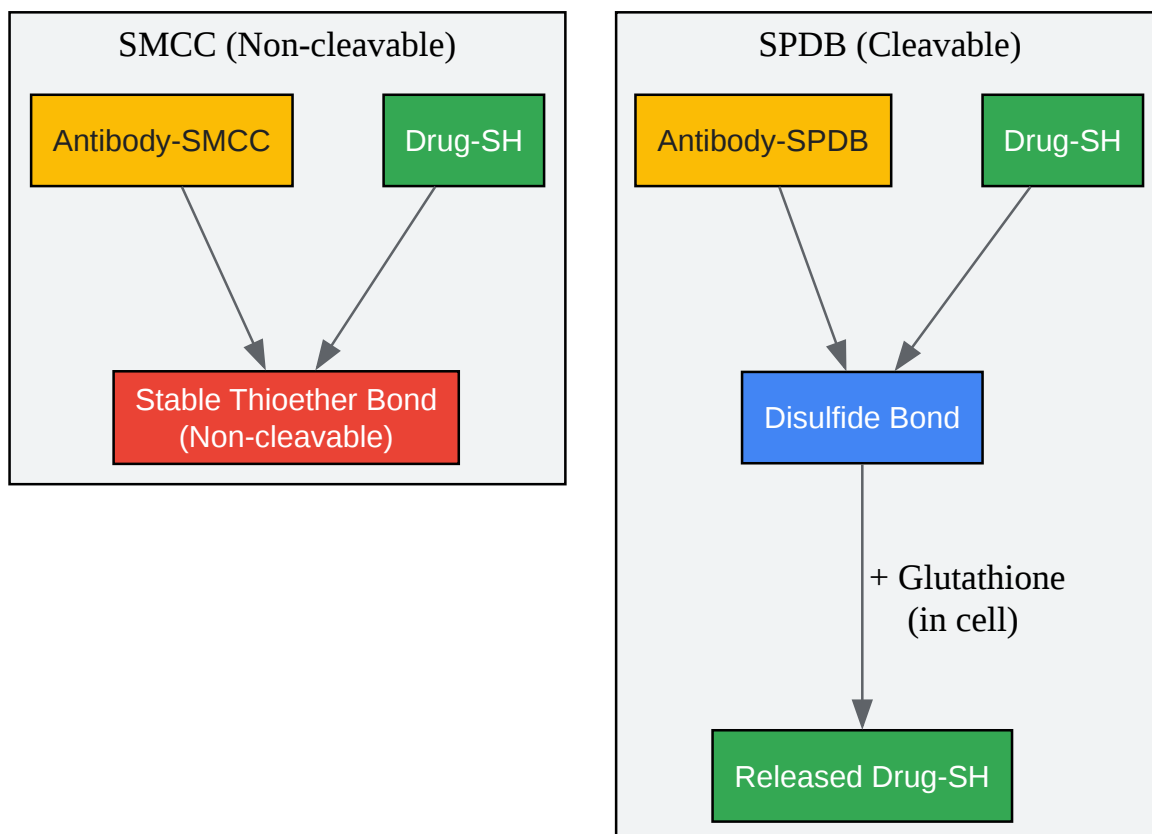 SMCC (Non-cleavable)
Antibody-SMCC
Drug-SH
Stable Thioether Bond
(Non-cleavable)
SPDB (Cleavable)
Antibody-SPDB
Drug-SH
Disulfide Bond
+ Glutathione
(in cell)
Released Drug-SH